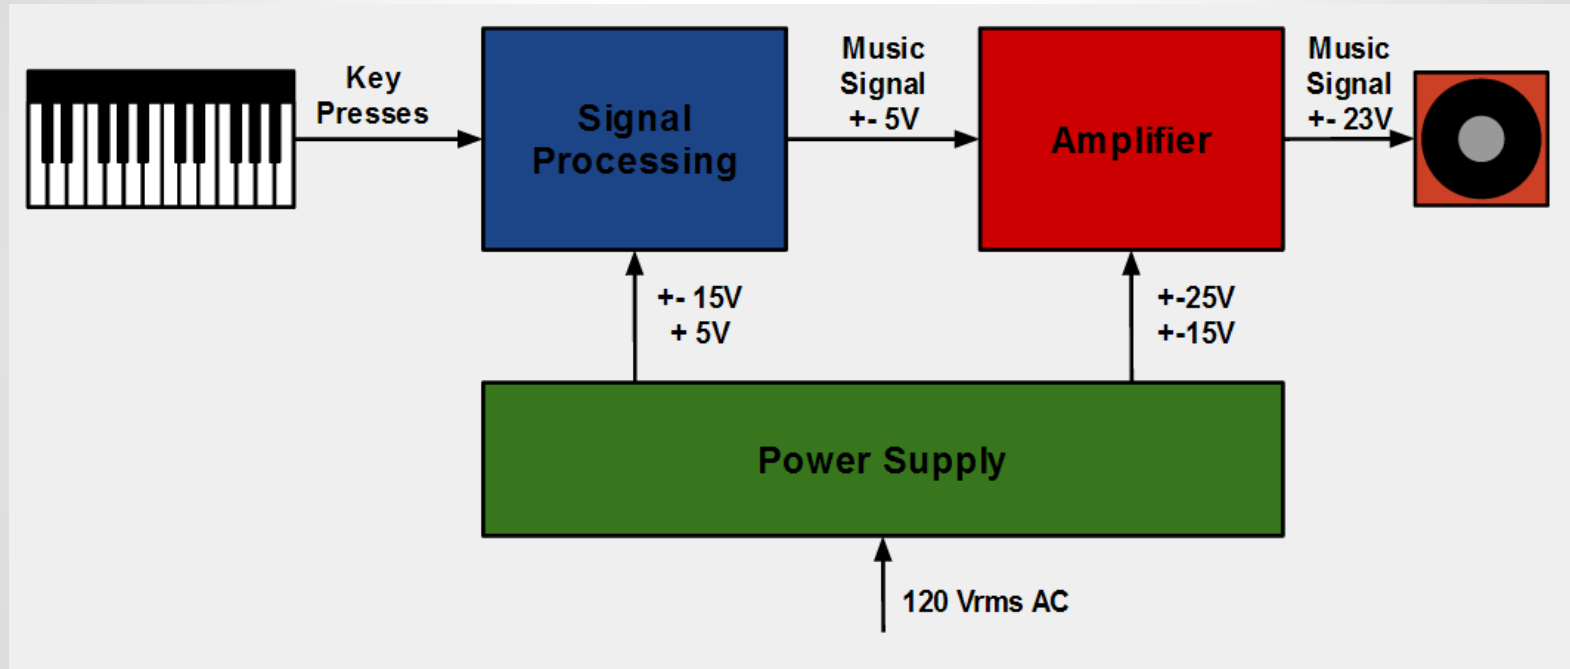 Key
Presses
Signal
Processing
Music
Signal
+- 5V
Amplifier
Music
Signal
+- 23V
+- 15V
+ 5V
+-25V
+-15V
Power Supply
120 Vrms AC